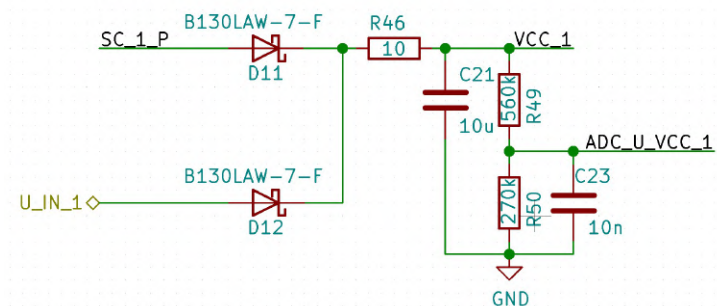 B130LAW-7-F
SC_1_P
D11
R46
10
VCC_1
C21
10u
560k
R49
ADC_U_VCC_1
B130LAW-7-F
U_IN_1
D12
270k
R50
C23
10n
GND